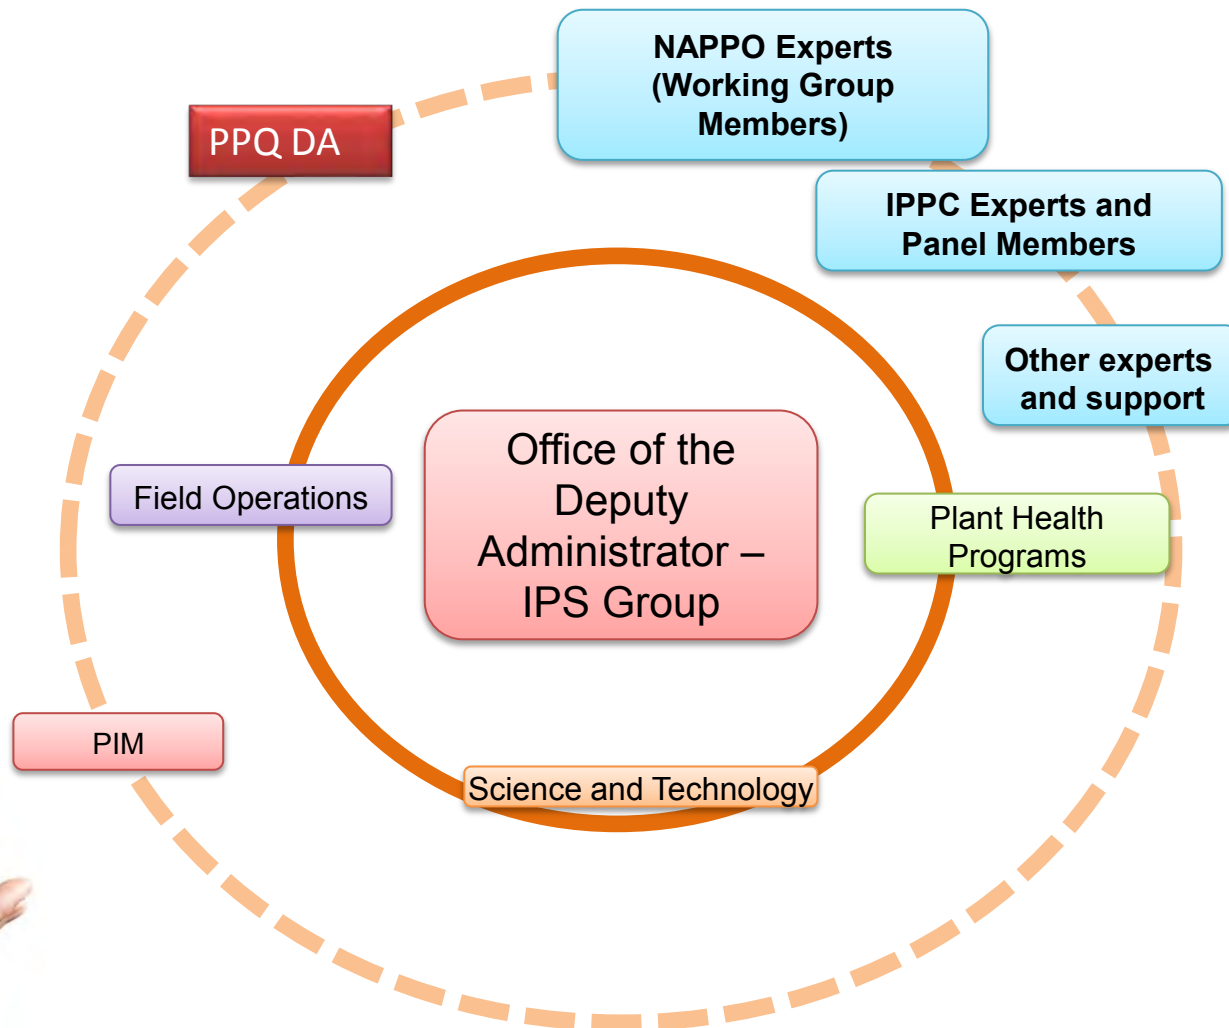 NAPPO Experts
(Working Group
Members)
PPQ DA
IPPC Experts and
Panel Members
Other experts
and support
Office of the
Deputy
Administrator –
IPS Group
Field Operations
Plant Health
Programs
PIM
Science and Technology